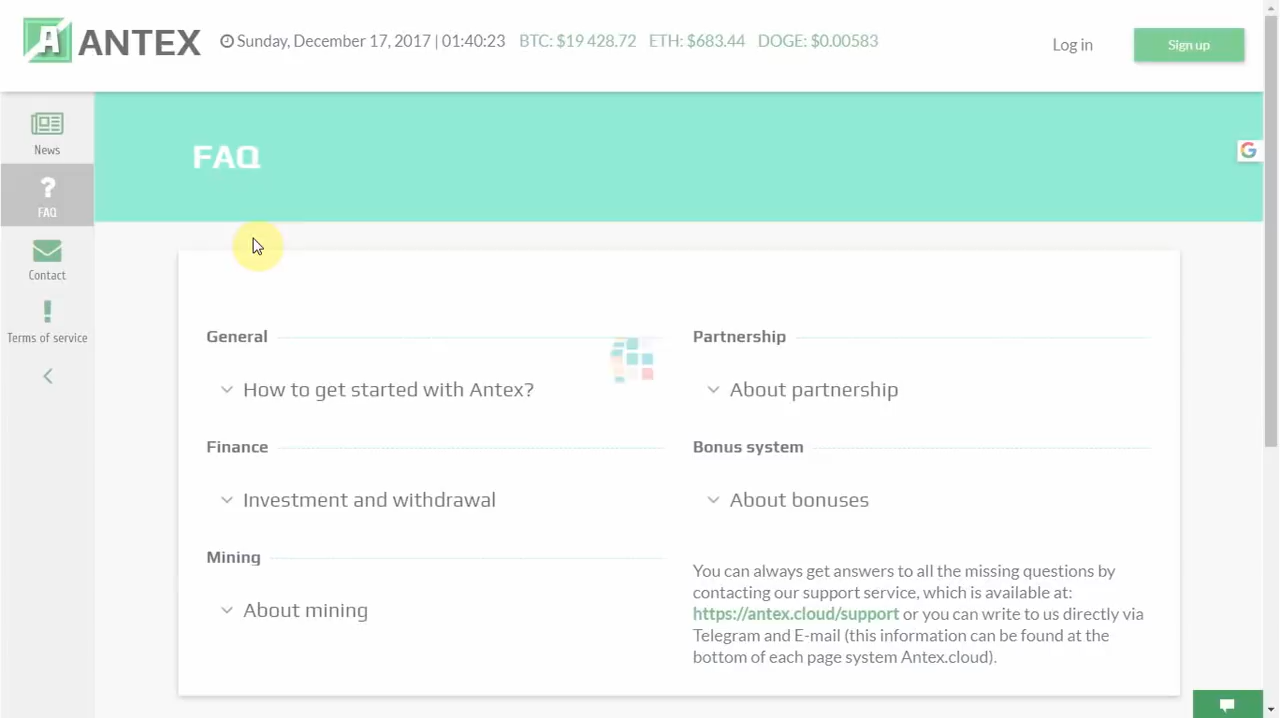 ANTEX
Sunday, December 17, 2017 | 01:40:23 BTC: $19 428.72 ETH: $683.44 DOGE: $0.00583
Log in
Sign up
News
FAQ
Contact
Terms of service
FAQ
General
How to get started with Antex?
Finance
Investment and withdrawal
Mining
About mining
Partnership
About partnership
Bonus system
About bonuses
You can always get answers to all the missing questions by
contacting our support service, which is available at:
https://antex.cloud/support or you can write to us directly via
Telegram and E-mail (this information can be found at the
bottom of each page system Antex.cloud).